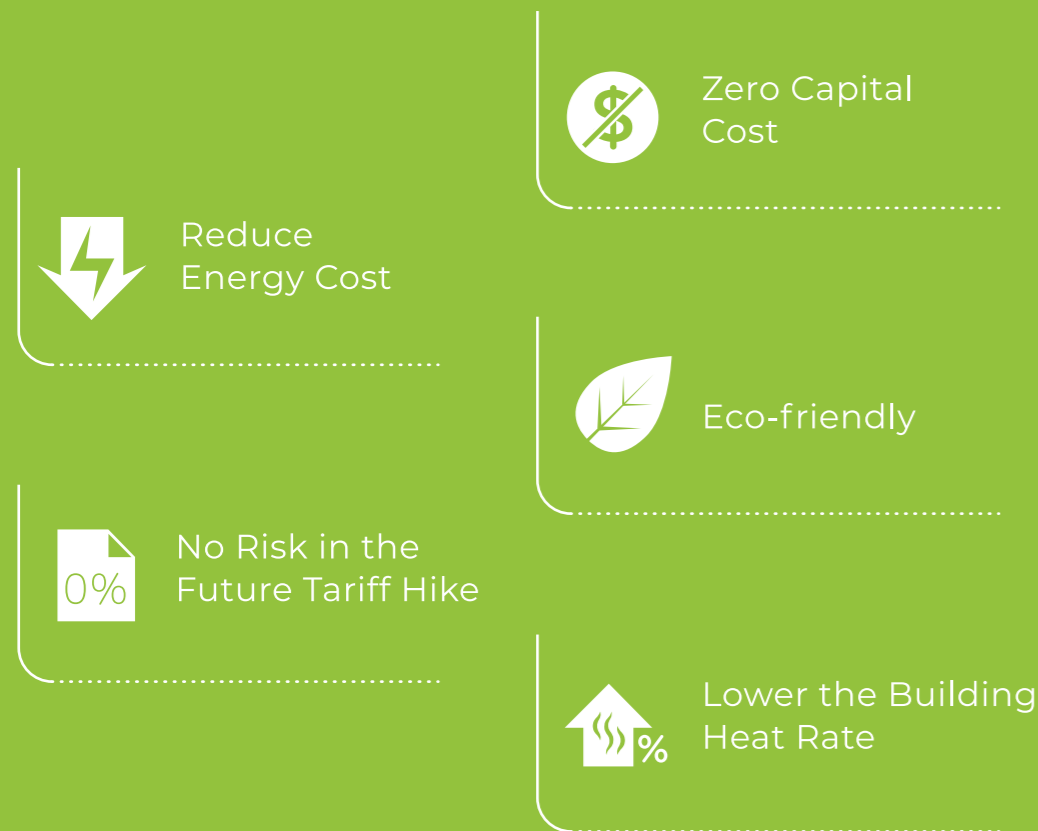 Zero Capital
Cost
Reduce
Energy Cost
Eco-friendly
0%
No Risk in the
Future Tariff Hike
Lower the Building
Heat Rate
%